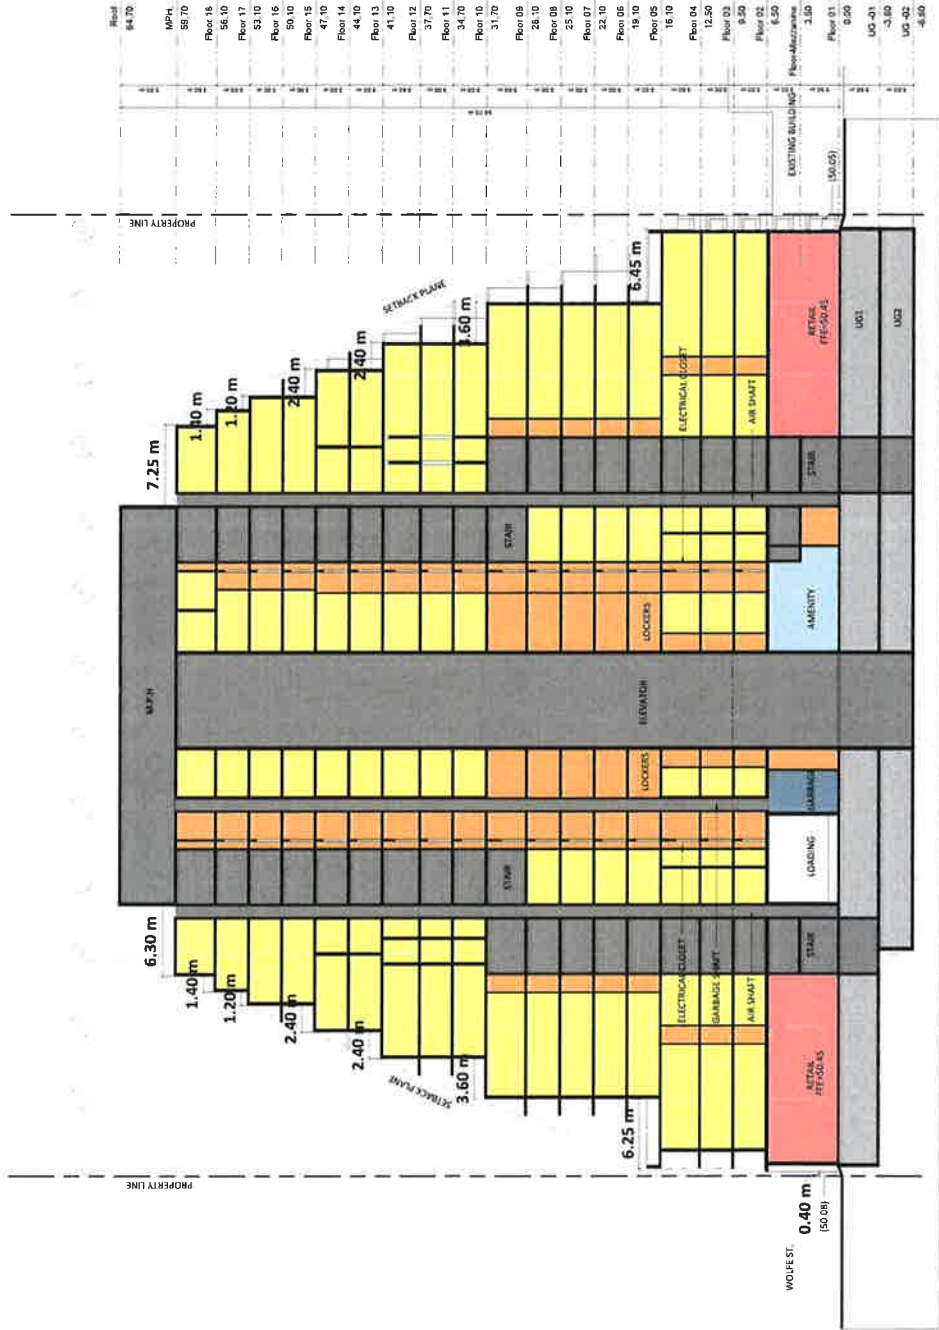 Roof
64.70
MPH.
59,70
Floor 18
56,10
Floor 17
53,10
Floor 16
50,10
Floor 15
47,10
Floor 14
44,10
Floor 13
41,10
Floor 12
37,70
Floor 11
34,70
Floor 10
31,70
Floor 09
28,10
Floor 08
25,10
Floor 07
22,10
Floor 06
19,10
Floor 05
16,10
Floor 04
12,50
Floor 03
9,50
Floor 02
6,50
Floor-Mezzanine
3,50
Floor 01
0,00
UG -01
-3,60
UG -02
-6,60
EXISTING BUILDING
(50.05)
PROPERTY LINE
SETBACK PLANE
7.25 m
1.40 m
1.20 m
2.40 m
2.40 m
3.60 m
6.45 m
ELECTRICAL CLOSET
AIR SHAFT
RETAIL
FFE=50.45
UG1
UG2
STAIR
STAIR
M.P.H
LOCKERS
AMENITY
ELEVATOR
LOCKERS
GARBAGE
LOADING
STAIR
STAIR
6.30 m
1.40 m
1.20 m
2.40 m
2.40 m
3.60 m
6.25 m
ELECTRICAL CLOSET
GARBAGE SHAFT
AIR SHAFT
RETAIL
FFE=50.45
SETBACK PLANE
PROPERTY LINE
WOLFE ST.
0.40 m
(50.08)